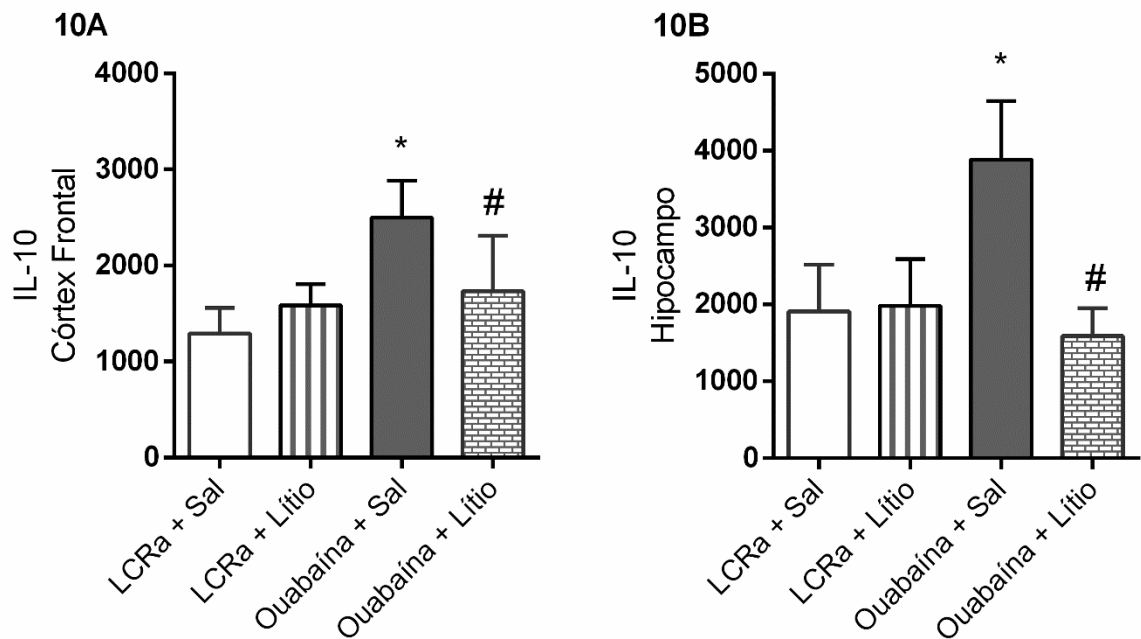 10A
IL-10
Córtex Frontal
4000
3000
2000
1000
0
*
#
LCRa + Sal
LCRa + Lítio
Ouabaína + Sal
Ouabaína + Lítio
10B
IL-10
Hipocampo
5000
4000
3000
2000
1000
0
*
#
LCRa + Sal
LCRa + Lítio
Ouabaína + Sal
Ouabaína + Lítio